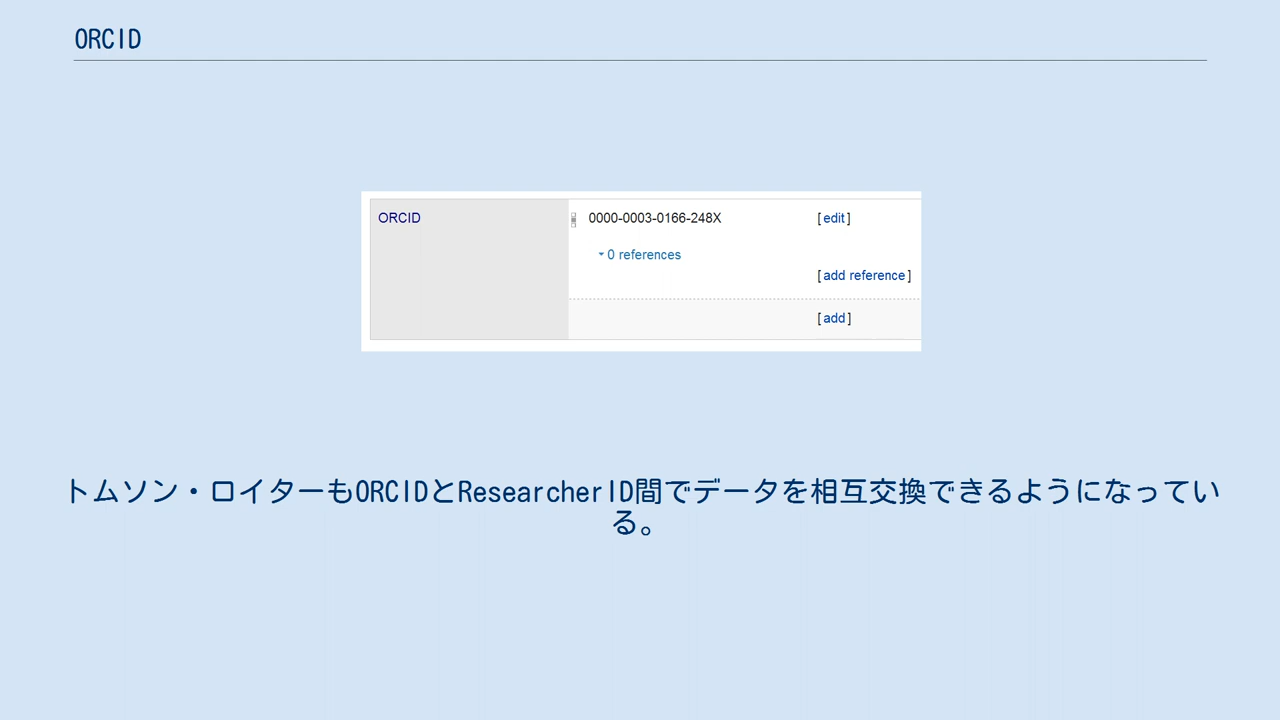 ORCID
ORCID
0000-0003-0166-248X
[edit]
0 references
[add reference]
[add]
トムソン・ロイターもORCIDとResearcherID間でデータを相互交換できるようになってい
る。